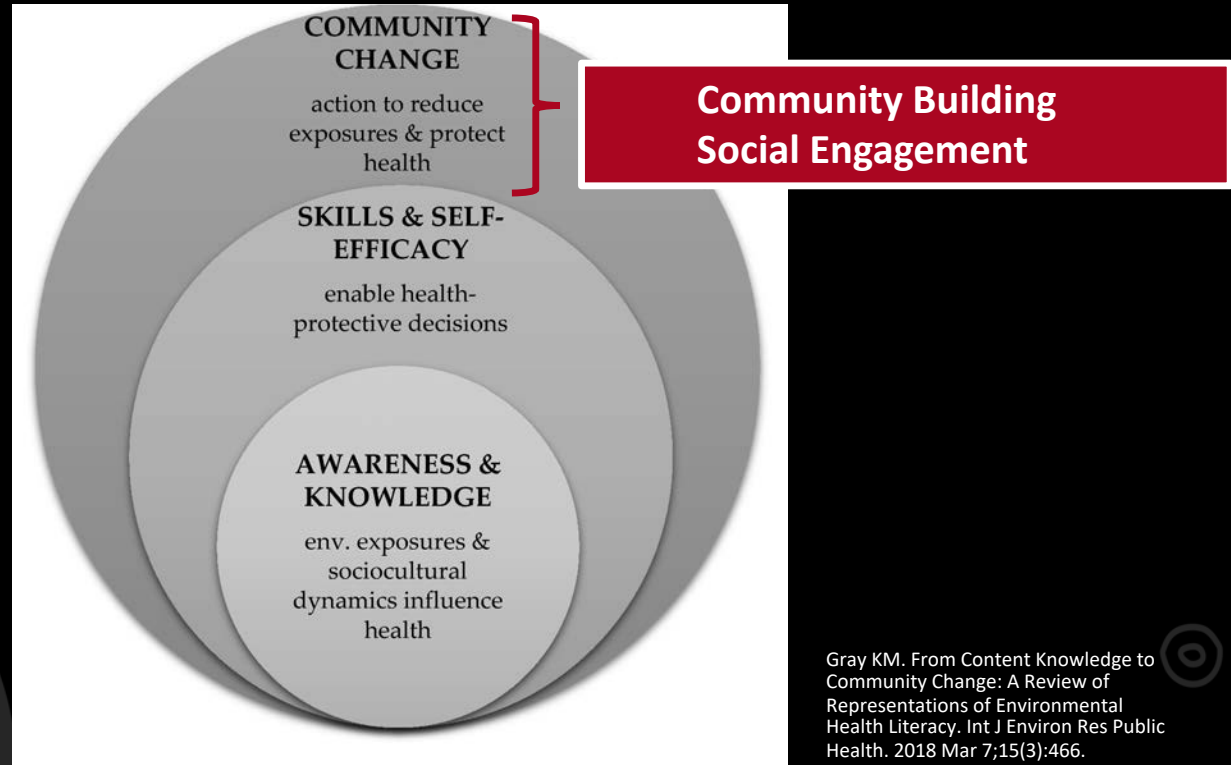 COMMUNITY
CHANGE
action to reduce
exposures & protect
health
Community Building
Social Engagement
SKILLS & SELF-
EFFICACY
enable health-
protective decisions
AWARENESS &
KNOWLEDGE
env. exposures &
sociocultural
dynamics influence
health
Gray KM. From Content Knowledge to
Community Change: A Review of
Representations of Environmental
Health Literacy. Int J Environ Res Public
Health. 2018 Mar 7;15(3):466.